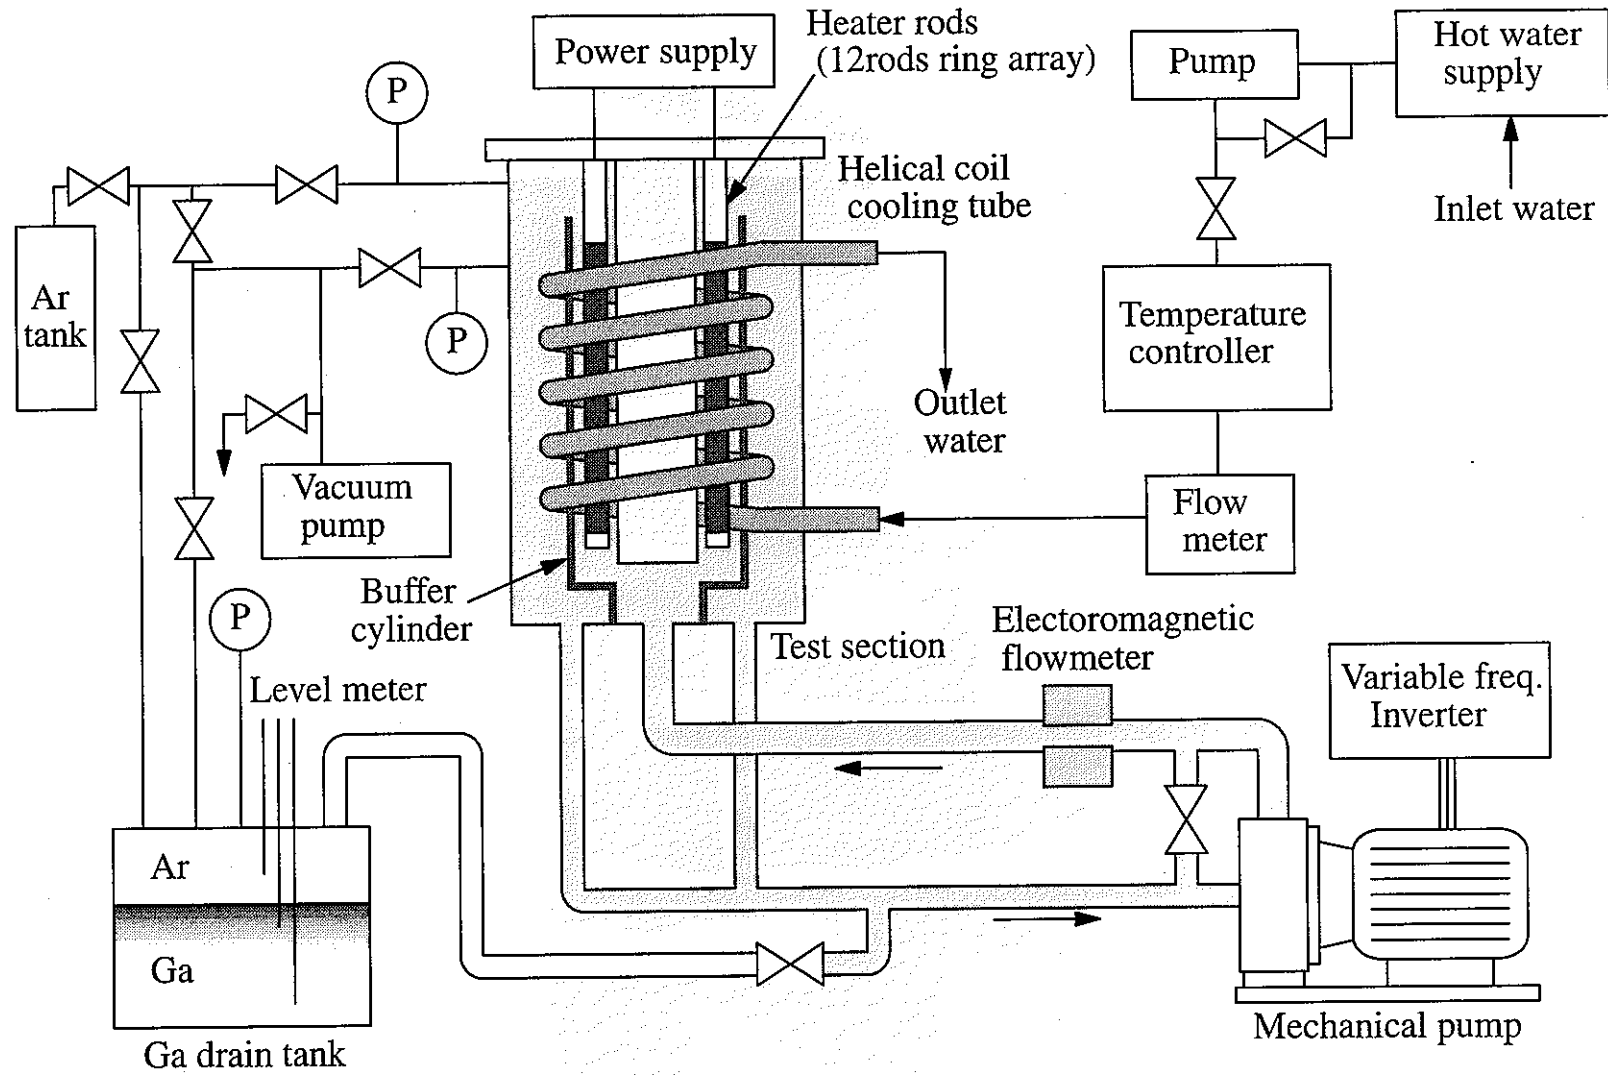 Power supply
Heater rods
(12rods ring array)
Pump
Hot water
supply
P
Helical coil
cooling tube
Inlet water
Ar
tank
P
Temperature
controller
Outlet
water
Vacuum
pump
Flow
meter
Buffer
cylinder
P
Test section
Electoromagnetic
flowmeter
Level meter
Variable freq.
Inverter
Ar
Ga
Mechanical pump
Ga drain tank